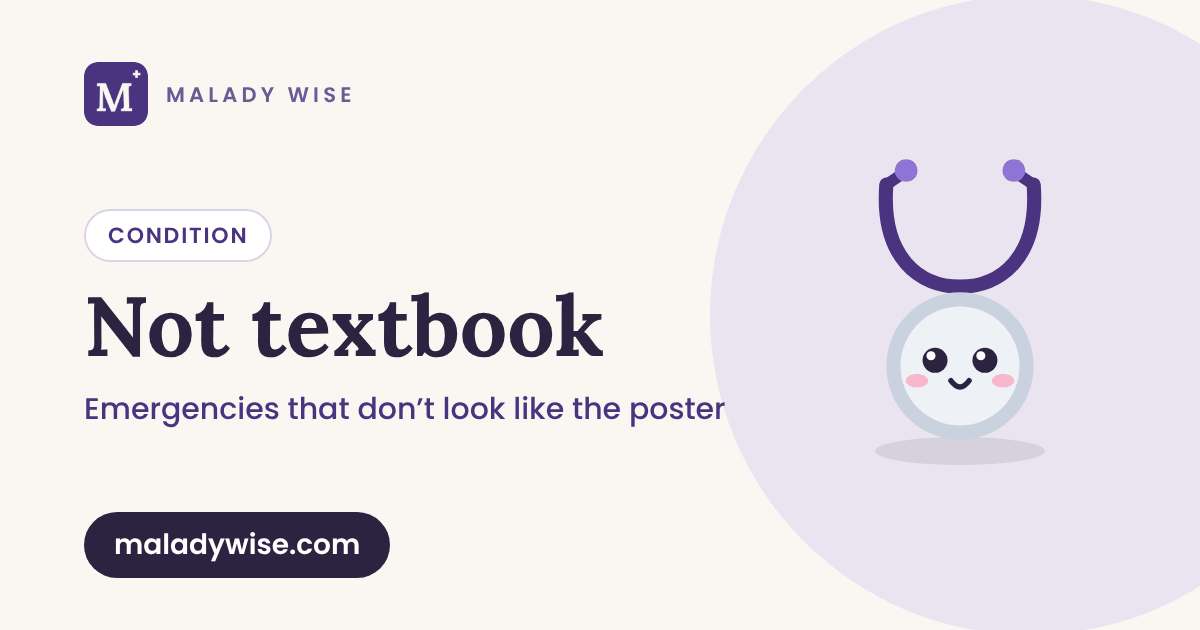 M+
MALADY WISE
CONDITION
Not textbook
Emergencies that don’t look like the poster
maladywise.com